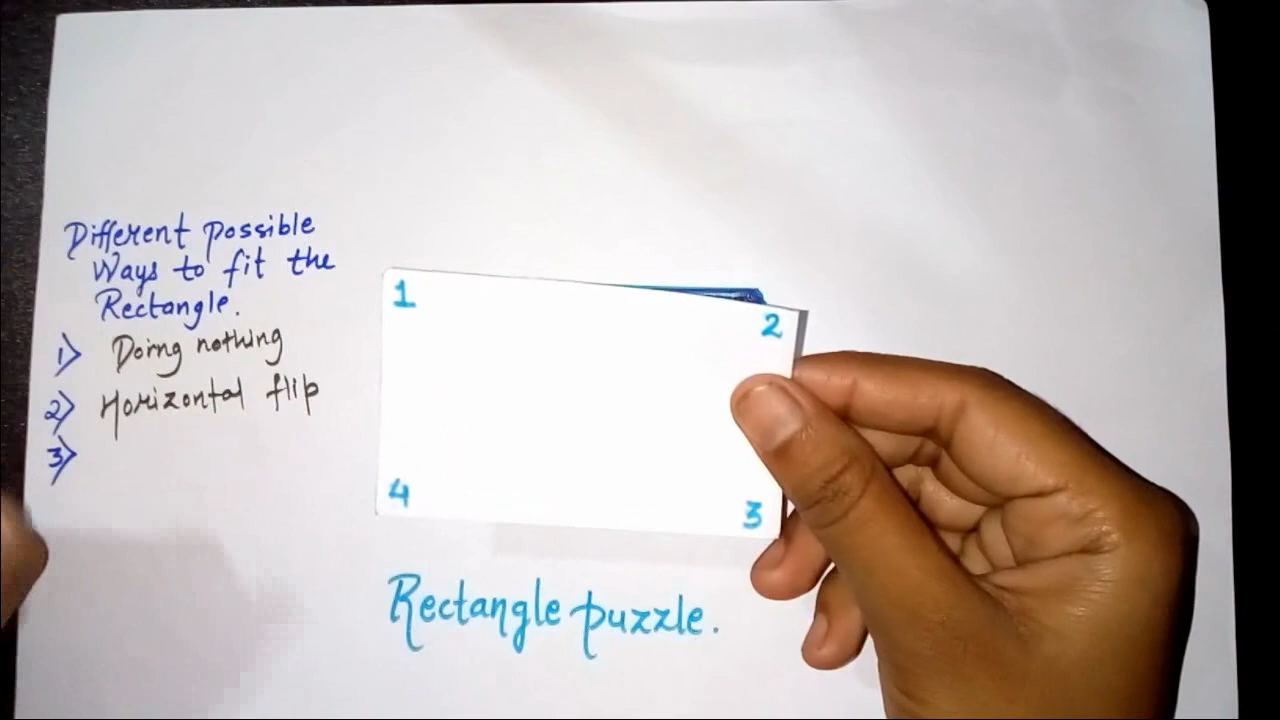 Different possible
Ways to fit the
Rectangle.
1) Doing nothing
2) Horizontal flip
3)
1
2
4
3
Rectangle puzzle.